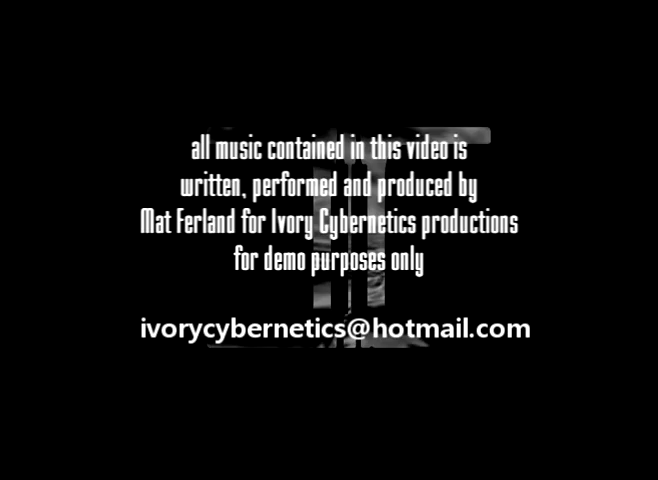 all music contained in this video is
written, performed and produced by
Mat Ferland for Ivory Cybernetics productions
for demo purposes only
ivorycybernetics@hotmail.com